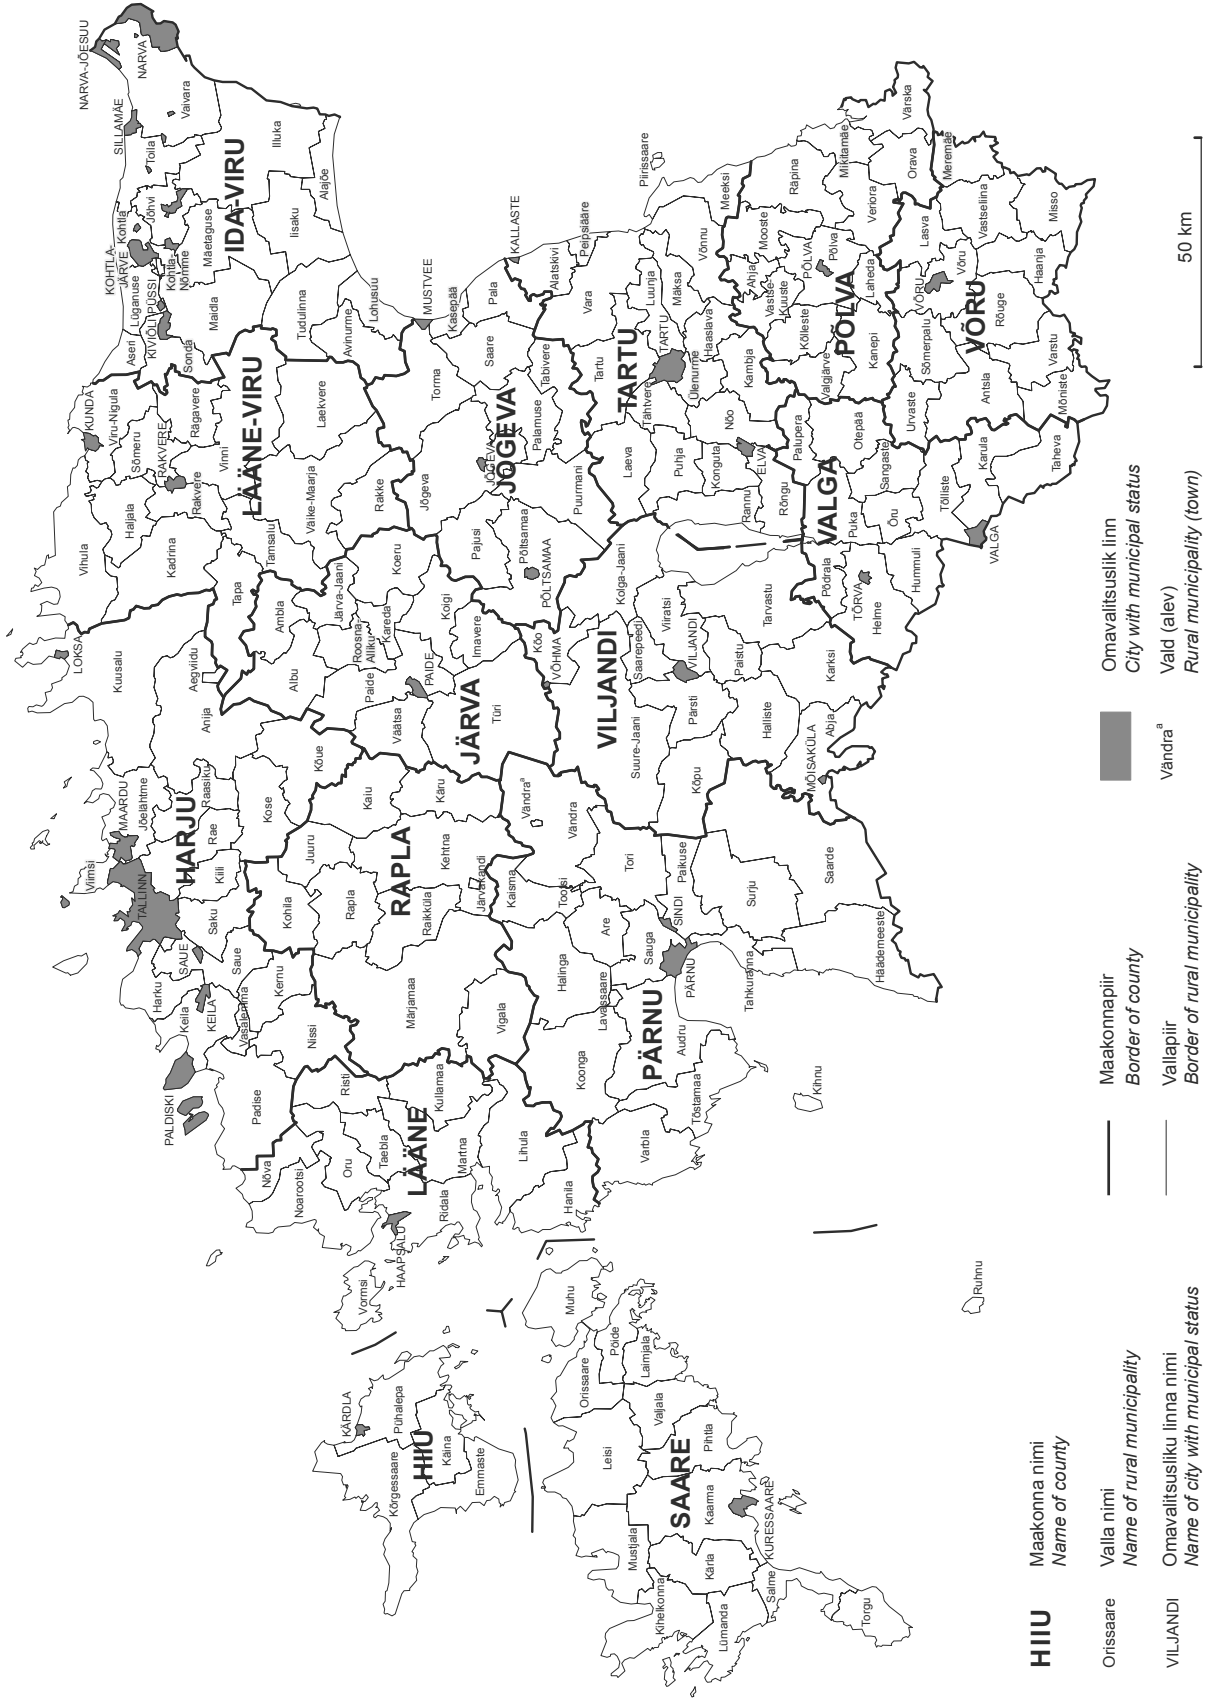 NARVA-JÕESUU
NARVA
Vaivara
SILLAMÄE
Toila
Illuka
KOHTLA-
JÄRVE
Kohtla
Jõhvi
IDA-VIRU
Alajõe
Iisaku
Mäetaguse
Kohtla-
Nõmme
PÜSSI
Lüganuse
KIVIÕLI
Maidla
Aseri
Sonda
Tudulinna
Lohusuu
Avinurme
KUNDA
Viru-Nigula
Sõmeru
RAKVERE
Rägavere
Vinni
Rakvere
LÄÄNE-VIRU
Laekvere
Haljala
Vihula
Kadrina
Tamsalu
Väike-Maarja
Rakke
Tapa
LOKSA
Kuusalu
Aegviidu
Anija
MAARDU
Jõelähtme
Raasiku
HARJU
Rae
Kose
Kõue
Viimsi
TALLINN
Kiili
Saku
SAUE
Saue
Harku
Keila
KEILA
Vasalemma
Kernu
Nissi
PALDISKI
Padise
MUSTVEE
Kasepää
Pala
KALLASTE
Saare
Torma
Tabivere
JÕGEVA
JÕGEVA
Palamuse
Jõgeva
Puurmani
Pajusi
Põltsamaa
PÕLTSAMAA
Ambla
Albu
Järva-Jaani
Koeru
Roosna-
Alliku
Kareda
Koigi
PAIDE
Paide
Imavere
Väätsa
JÄRVA
Türi
Kaiu
Käru
Juuru
RAPLA
Kehtna
Kohila
Rapla
Raikküla
Järvakandi
Märjamaa
Vigala
Piirissaare
Peipsiääre
Alatskivi
Vara
Meeksi
Võnnu
Luunja
Mäksa
TARTU
Haaslava
TARTU
Tartu
Ülenurme
Tähtvere
Kambja
Nõo
ELVA
Laeva
Puhja
Konguta
Rannu
Rõngu
Värska
Mikitamäe
Orava
Räpina
Veriora
Mooste
Ahja
Põlva
PÕLVA
Vastse-
Kuuste
Laheda
PÕLVA
Kõlleste
Valgjärve
Kanepi
Meremäe
Misso
Vastseliina
Lasva
Võru
Haanja
VÕRU
VÕRU
Rõuge
Sõmerpalu
Varstu
Antsla
Urvaste
Mõniste
Palupera
Otepää
Sangaste
Karula
Taheva
VALGA
Puka
Õru
Tõlliste
VALGA
Põdrala
TÕRVA
Helme
Hummuli
Kolga-Jaani
Kõo
VÕHMA
VILJANDI
Saarepeedi
Viiratsi
Tarvastu
VILJANDI
Paistu
Pärsti
Suure-Jaani
Halliste
Karksi
Abja
MÕISAKÜLA
Kõpu
Vändraª
Vändra
Kaisma
Tootsi
Tori
Are
Paikuse
SINDI
Surju
Saarde
Halinga
Sauga
PÄRNU
Lavassaare
Tahkuranna
Häädemeeste
PÄRNU
Koonga
Audru
Tõstamaa
Varbla
Kihnu
Nõva
Noarootsi
Risti
Oru
Taebla
Kullamaa
LÄÄNE
Martna
Ridala
HAAPSALU
Lihula
Hanila
Vormsi
KÄRDLA
Pühalepa
HIIU
Käina
Kõrgessaare
Emmaste
Muhu
Orissaare
Pöide
Laimjala
Valjala
Leisi
Pihtla
SAARE
Kaarma
KURESSAARE
Mustjala
Kärla
Kihelkonna
Lümanda
Salme
Torgu
Ruhnu
50 km
HIIU
Maakonna nimi
Name of county
Orissaare
Valla nimi
Name of rural municipality
VILJANDI
Omavalitsusliku linna nimi
Name of city with municipal status
Maakonnapiir
Border of county
Vallapiir
Border of rural municipality
Omavalitsuslik linn
City with municipal status
Vändraª
Vald (alev)
Rural municipality (town)